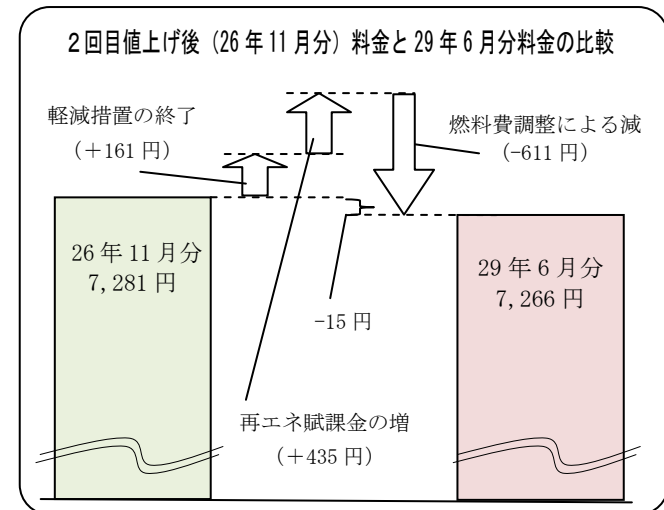 ２回目値上げ後（26年11月分）料金と29年6月分料金の比較
軽減措置の終了
（＋161円）
燃料費調整による減
（-611円）
26年11月分
7,281円
29年6月分
7,266円
-15円
再エネ賦課金の増
（＋435円）